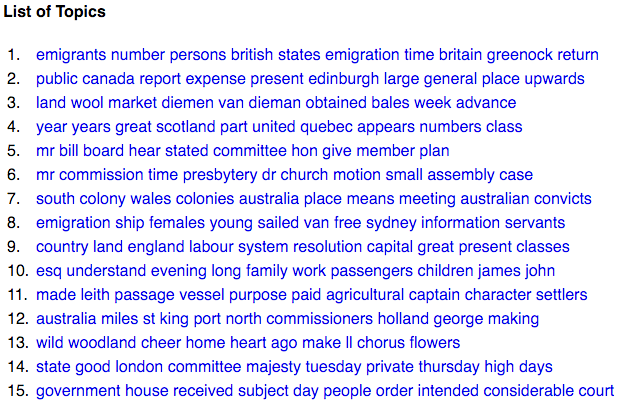 List of Topics
1. emigrants number persons british states emigration time britain greenock return
2. public canada report expense present edinburgh large general place upwards
3. land wool market diemen van dieman obtained bales week advance
4. year years great scotland part united quebec appears numbers class
5. mr bill board hear stated committee hon give member plan
6. mr commission time presbytery dr church motion small assembly case
7. south colony wales colonies australia place means meeting australian convicts
8. emigration ship females young sailed van free sydney information servants
9. country land england labour system resolution capital great present classes
10. esq understand evening long family work passengers children james john
11. made leith passage vessel purpose paid agricultural captain character settlers
12. australia miles st king port north commissioners holland george making
13. wild woodland cheer home heart ago make ll chorus flowers
14. state good london committee majesty tuesday private thursday high days
15. government house received subject day people order intended considerable court